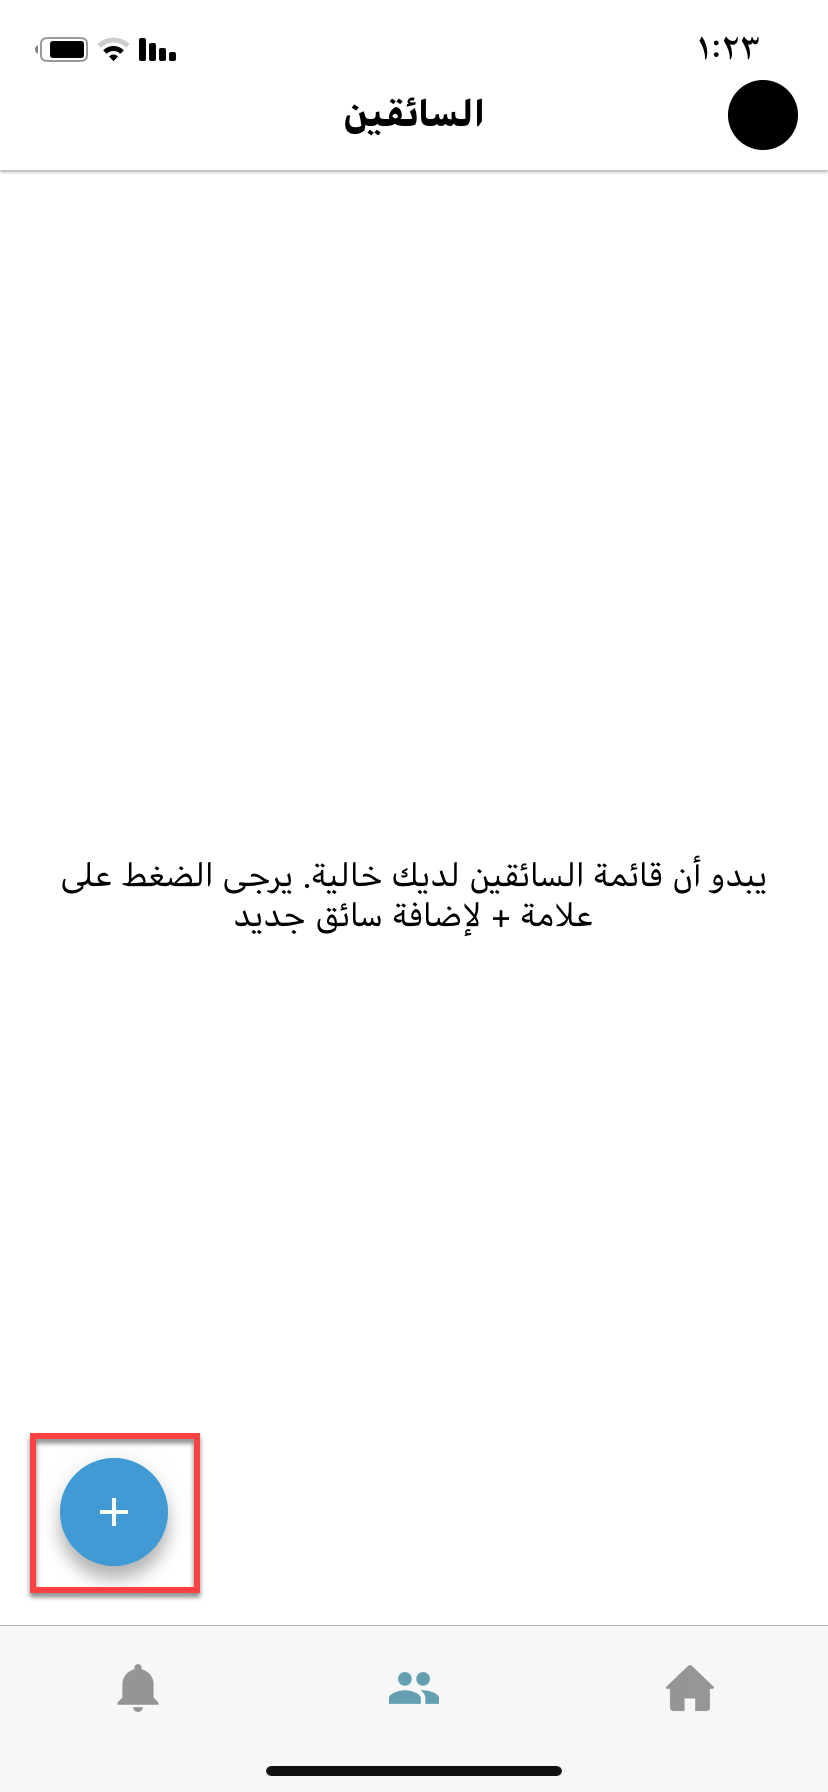 ١:٢٣
السائقين
يبدو أن قائمة السائقين لديك خالية. يرجى الضغط على
علامة + لإضافة سائق جديد
+